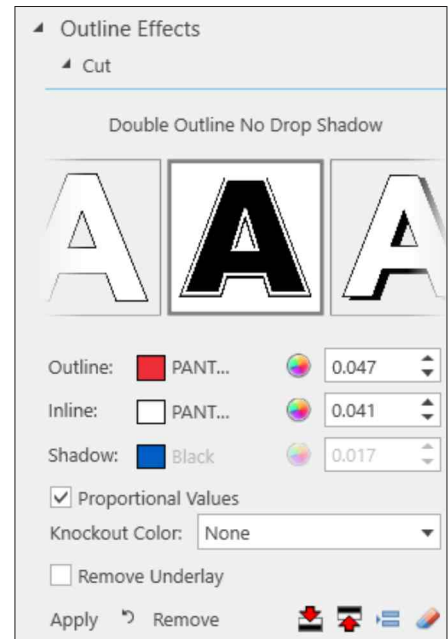 Outline Effects
Cut
Double Outline No Drop Shadow
A A A
Outline: PANT... 0.047
Inline: PANT... 0.041
Shadow: Black 0.017
Proportional Values
Knockout Color: None
Remove Underlay
Apply Remove